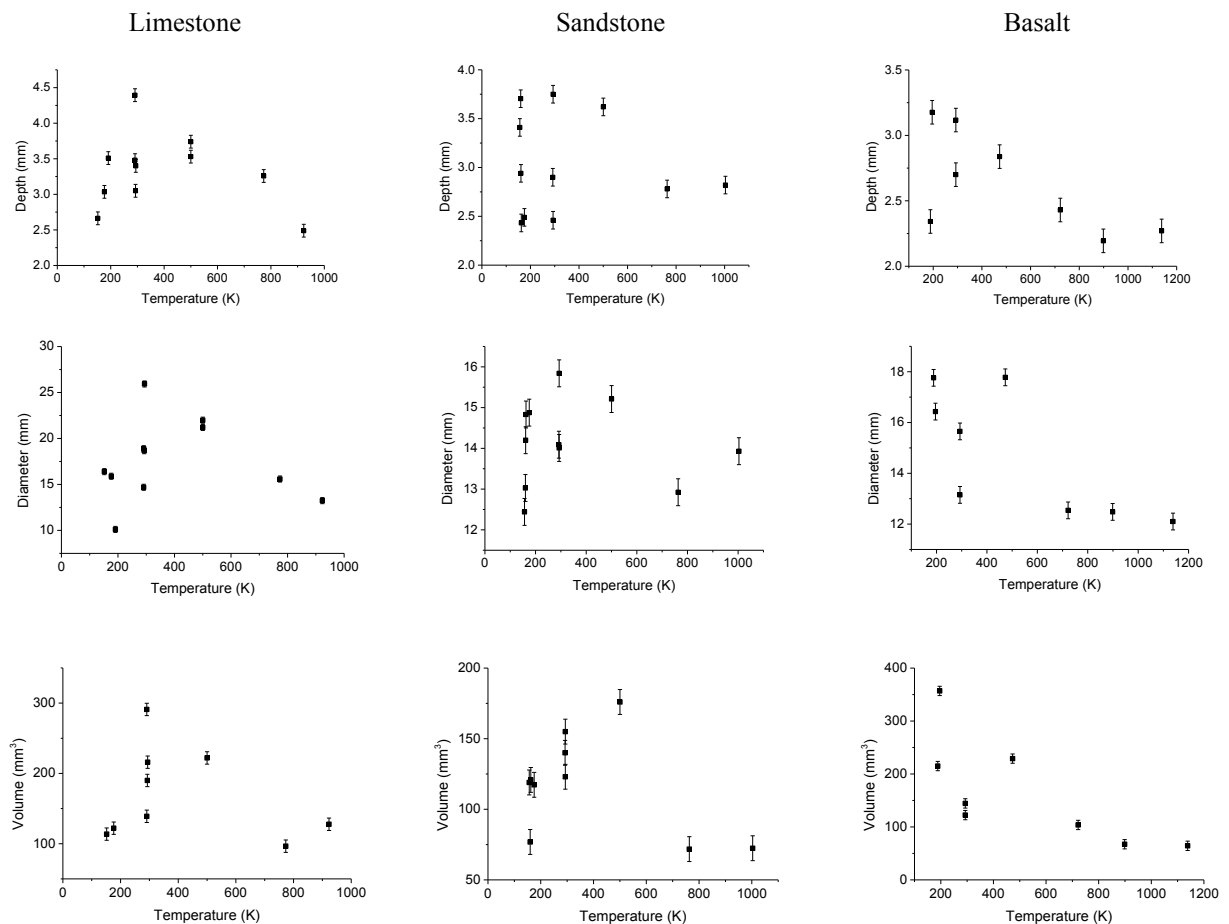 Limestone Sandstone Basalt
4.5
4.0
3.5
3.0
2.5
2.0
Depth (mm)
0 200 400 600 800 1000
Temperature (K)
4.0
3.5
3.0
2.5
2.0
Depth (mm)
0 200 400 600 800 1000
Temperature (K)
3.5
3.0
2.5
2.0
Depth (mm)
200 400 600 800 1000 1200
Temperature (K)
30
25
20
15
10
Diameter (mm)
0 200 400 600 800 1000
Temperature (K)
16
15
14
13
12
Diameter (mm)
0 200 400 600 800 1000
Temperature (K)
18
16
14
12
Diameter (mm)
200 400 600 800 1000 1200
Temperature (K)
300
200
100
Volume (mm³)
0 200 400 600 800 1000
Temperature (K)
200
150
100
50
Volume (mm³)
0 200 400 600 800 1000
Temperature (K)
400
300
200
100
0
Volume (mm³)
200 400 600 800 1000 1200
Temperature (K)